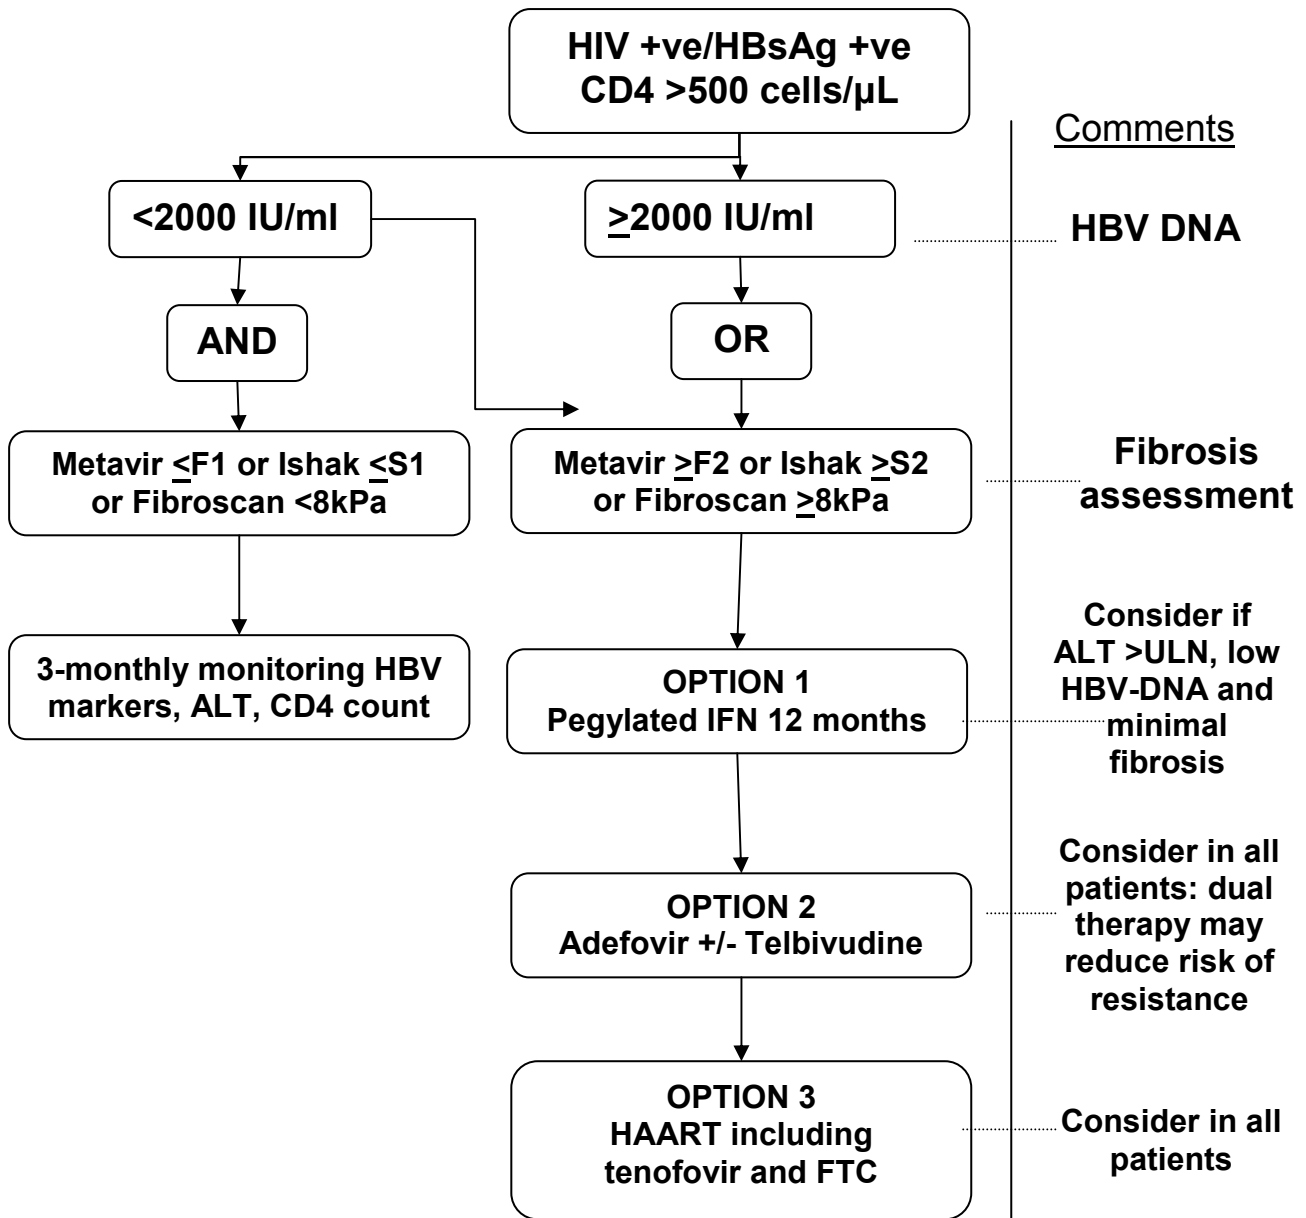 HIV +ve/HBsAg +ve
CD4 >500 cells/µL
Comments
<2000 IU/ml
≥2000 IU/ml
HBV DNA
AND
OR
Metavir ≤F1 or Ishak ≤S1
or Fibroscan <8kPa
Metavir ≥F2 or Ishak ≥S2
or Fibroscan ≥8kPa
Fibrosis
assessment
3-monthly monitoring HBV
markers, ALT, CD4 count
OPTION 1
Pegylated IFN 12 months
Consider if
ALT >ULN, low
HBV-DNA and
minimal
fibrosis
OPTION 2
Adefovir +/- Telbivudine
Consider in all
patients: dual
therapy may
reduce risk of
resistance
OPTION 3
HAART including
tenofovir and FTC
Consider in all
patients